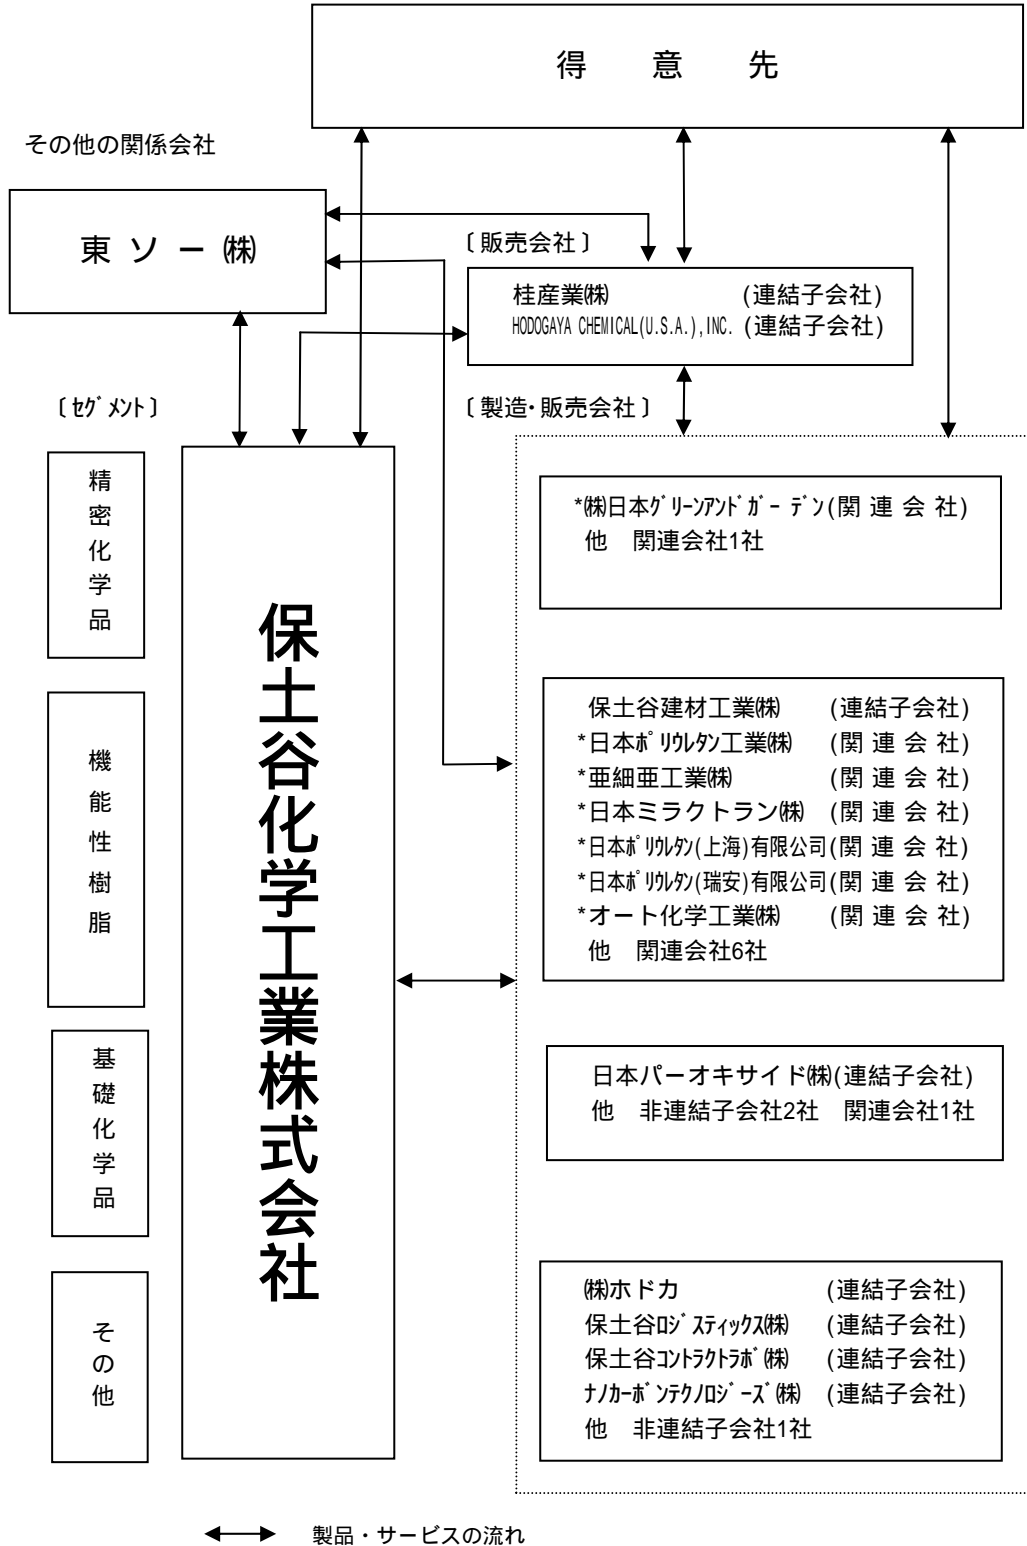 得 意 先
その他の関係会社
東 ソ ー ㈱
〔販売会社〕
桂産業㈱ (連結子会社)
HODOGAYA CHEMICAL(U.S.A.),INC. (連結子会社)
〔ｾｸﾞﾒﾝﾄ〕
〔製造・販売会社〕
精密化学品
機能性樹脂
基礎化学品
その他
保土谷化学工業株式会社
*㈱日本ｸﾞﾘｰﾝｱﾝﾄﾞｶﾞｰﾃﾞﾝ(関 連 会 社)
他 関連会社1社
保土谷建材工業㈱ (連結子会社)
*日本ﾎﾟﾘｳﾚﾀﾝ工業㈱ (関 連 会 社)
*亜細亜工業㈱ (関 連 会 社)
*日本ミラクトラン㈱ (関 連 会 社)
*日本ﾎﾟﾘｳﾚﾀﾝ(上海)有限公司(関 連 会 社)
*日本ﾎﾟﾘｳﾚﾀﾝ(瑞安)有限公司(関 連 会 社)
*オート化学工業㈱ (関 連 会 社)
他 関連会社6社
日本パーオキサイド㈱(連結子会社)
他 非連結子会社2社 関連会社1社
㈱ホドカ (連結子会社)
保土谷ﾛｼﾞｽﾃｨｯｸｽ㈱ (連結子会社)
保土谷ｺﾝﾄﾗｸﾄﾗﾎﾞ㈱ (連結子会社)
ﾅﾉｶｰﾎﾞﾝﾃｸﾉﾛｼﾞｰｽﾞ㈱ (連結子会社)
他 非連結子会社1社
製品・サービスの流れ